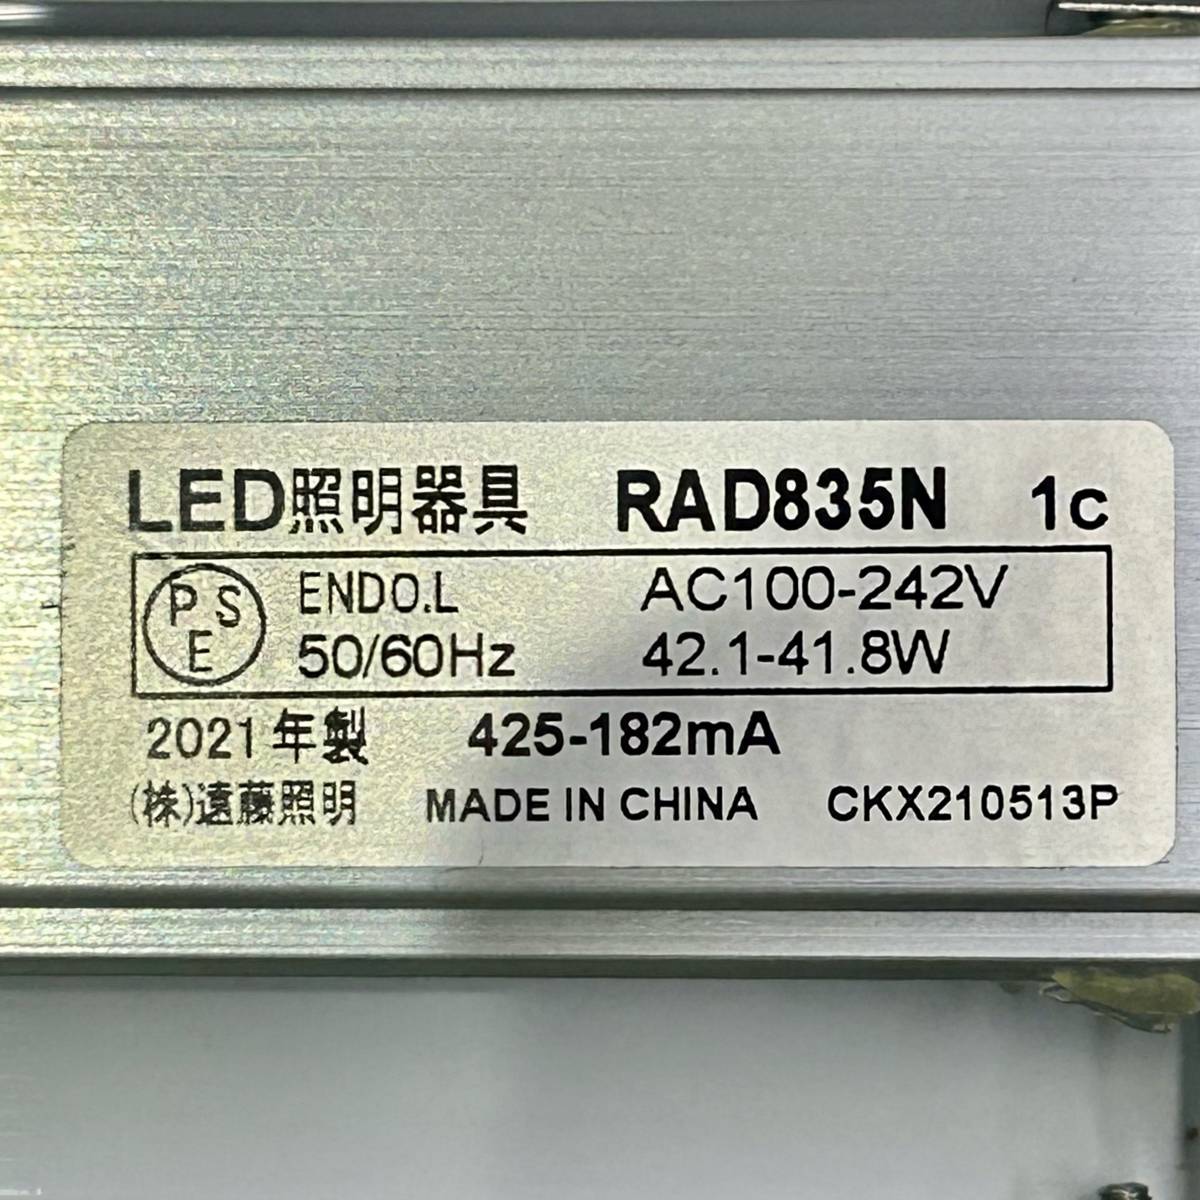 LED照明器具 RAD835N 1c
PSE ENDO.L AC100-242V
50/60Hz 42.1-41.8W
2021年製 425-182mA
(株)遠藤照明 MADE IN CHINA CKX210513P